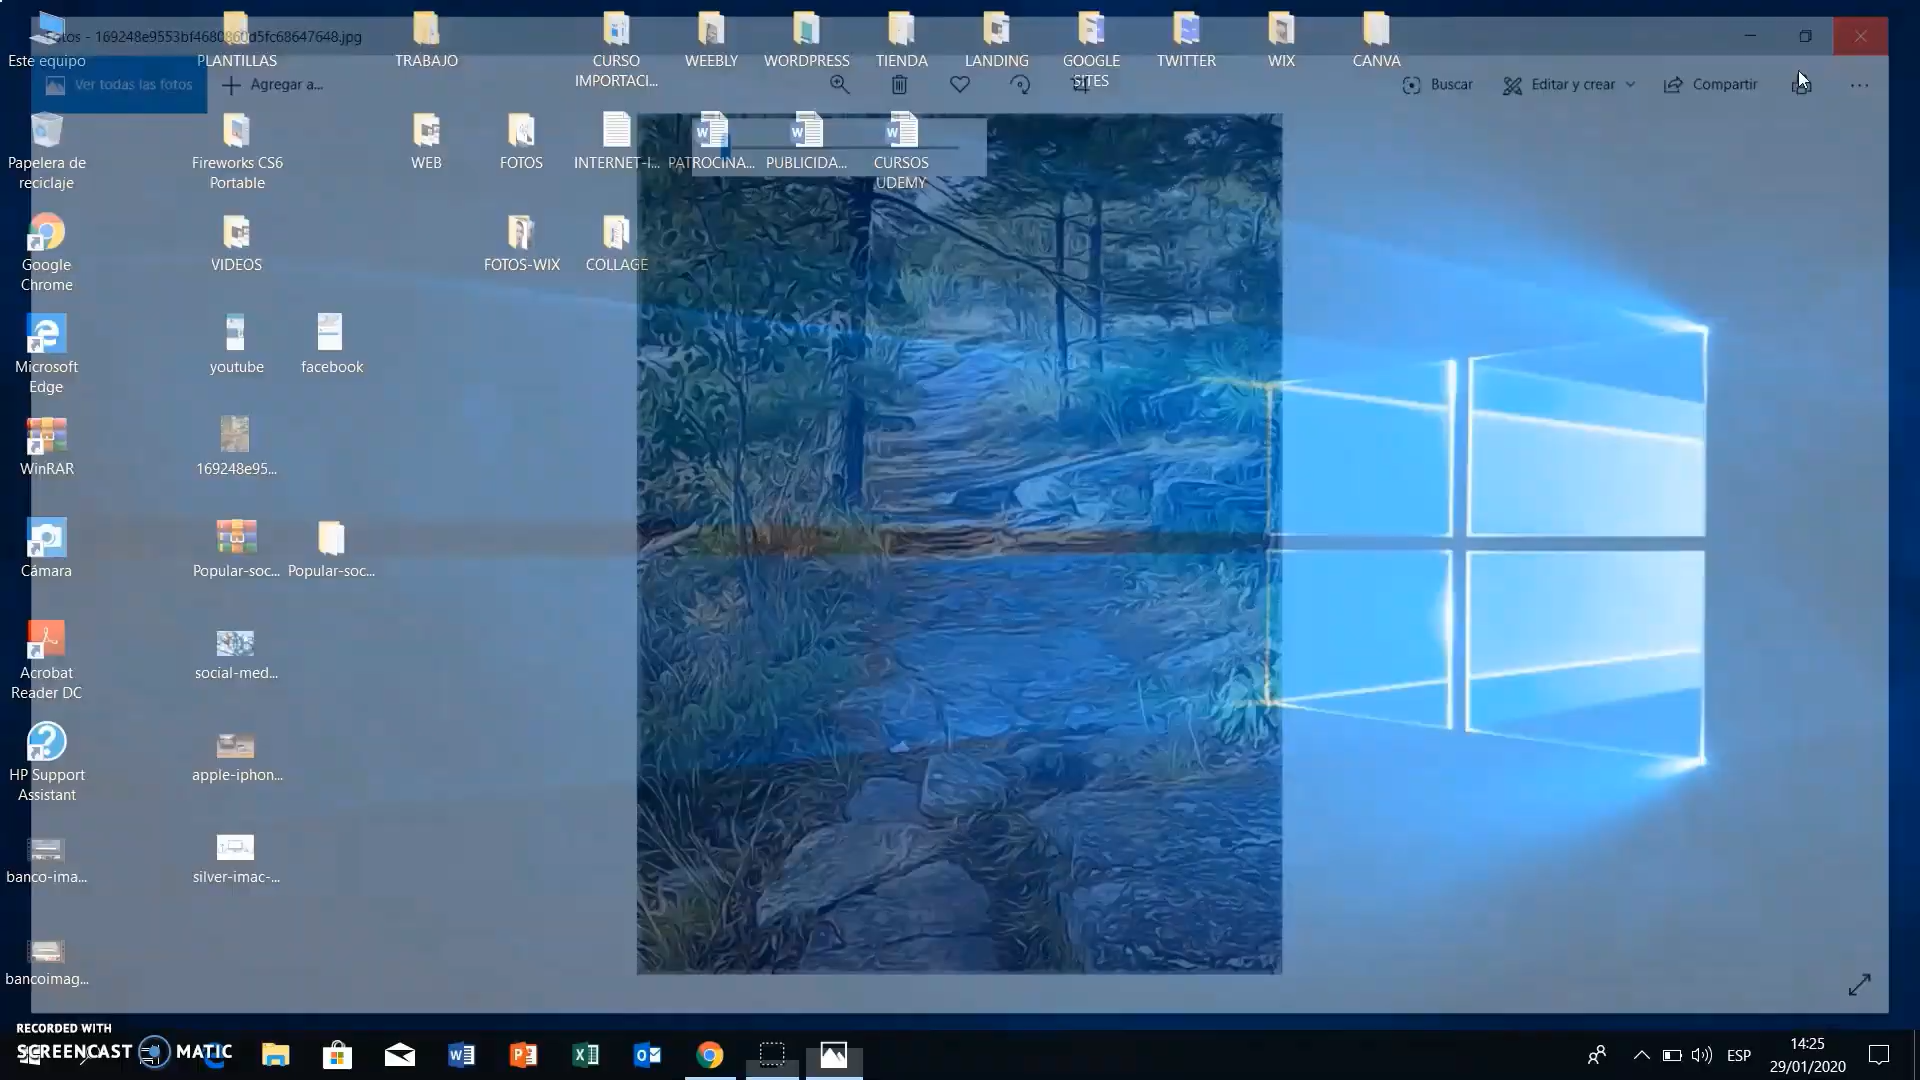 Fotos - 169248e9553bf4680860d5fc68647648.jpg
Este equipo
PLANTILLAS
TRABAJO
CURSO
IMPORTACI...
WEEBLY
WORDPRESS
TIENDA
LANDING
GOOGLE
SITES
TWITTER
WIX
CANVA
Ver todas las fotos
Agregar a...
Buscar
Editar y crear
Compartir
Papelera de
reciclaje
Fireworks CS6
Portable
WEB
FOTOS
INTERNET-I...
PATROCINA...
PUBLICIDA...
CURSOS
UDEMY
Google
Chrome
VIDEOS
FOTOS-WIX
COLLAGE
Microsoft
Edge
youtube
facebook
WinRAR
169248e95...
Cámara
Popular-soc...
Popular-soc...
Acrobat
Reader DC
social-med...
HP Support
Assistant
apple-iphon...
banco-ima...
silver-imac-...
bancoimag...
RECORDED WITH
SCREENCAST MATIC
ESP
14:25
29/01/2020